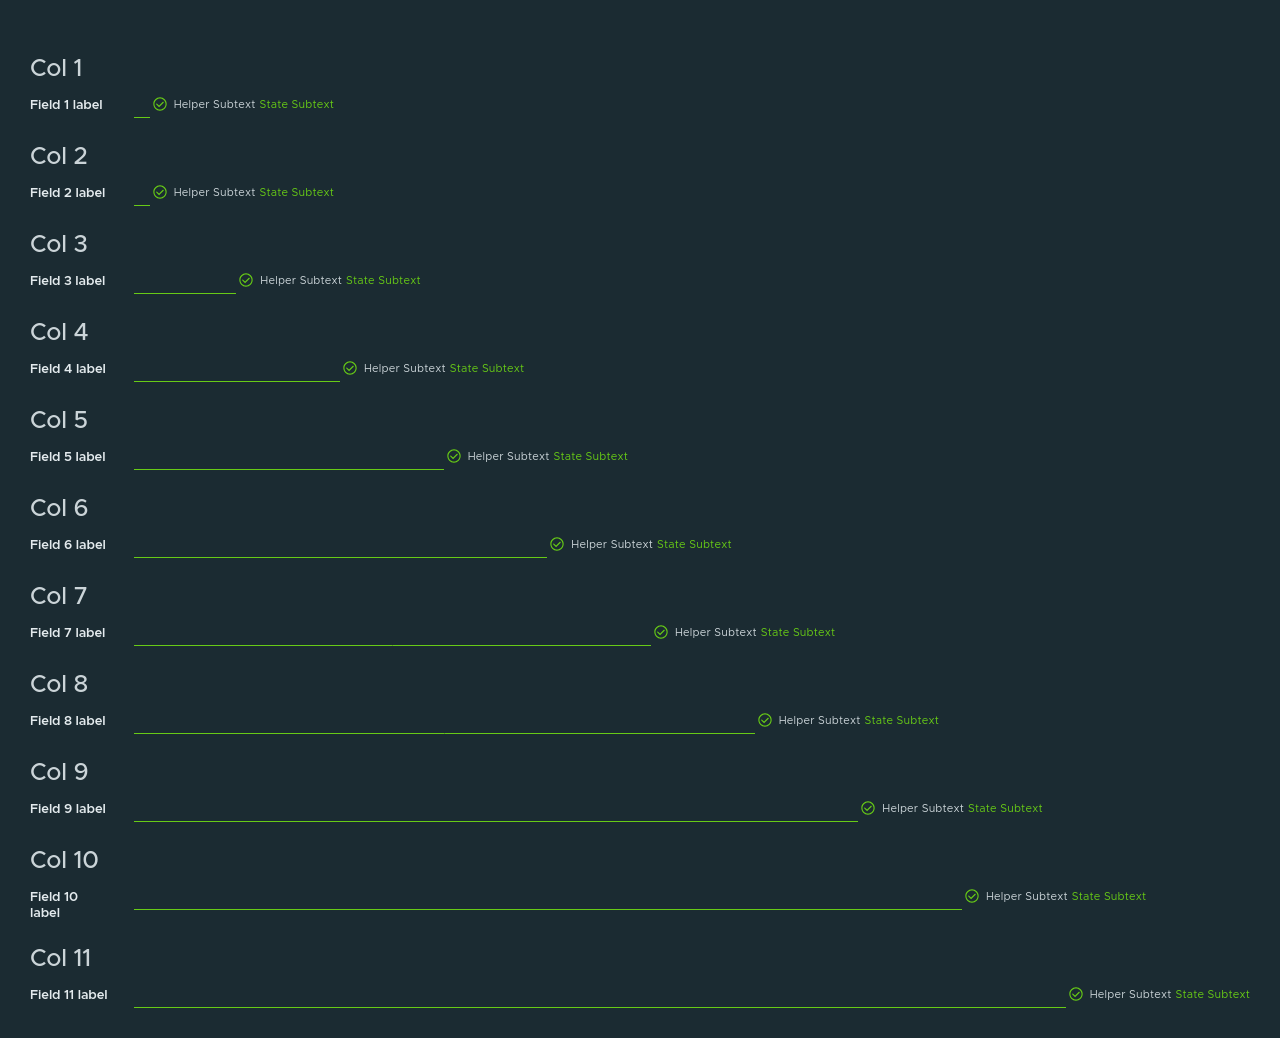 Col 1
Field 1 label Helper Subtext State Subtext
Col 2
Field 2 label Helper Subtext State Subtext
Col 3
Field 3 label Helper Subtext State Subtext
Col 4
Field 4 label Helper Subtext State Subtext
Col 5
Field 5 label Helper Subtext State Subtext
Col 6
Field 6 label Helper Subtext State Subtext
Col 7
Field 7 label Helper Subtext State Subtext
Col 8
Field 8 label Helper Subtext State Subtext
Col 9
Field 9 label Helper Subtext State Subtext
Col 10
Field 10 Helper Subtext State Subtext
label
Col 11
Field 11 label Helper Subtext State Subtext